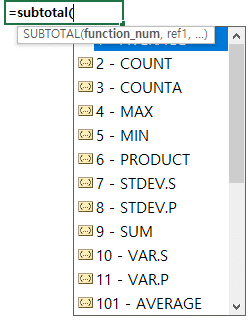 =subtotal(
SUBTOTAL(function_num, ref1, ...)
2 - COUNT
3 - COUNTA
4 - MAX
5 - MIN
6 - PRODUCT
7 - STDEV.S
8 - STDEV.P
9 - SUM
10 - VAR.S
11 - VAR.P
101 - AVERAGE